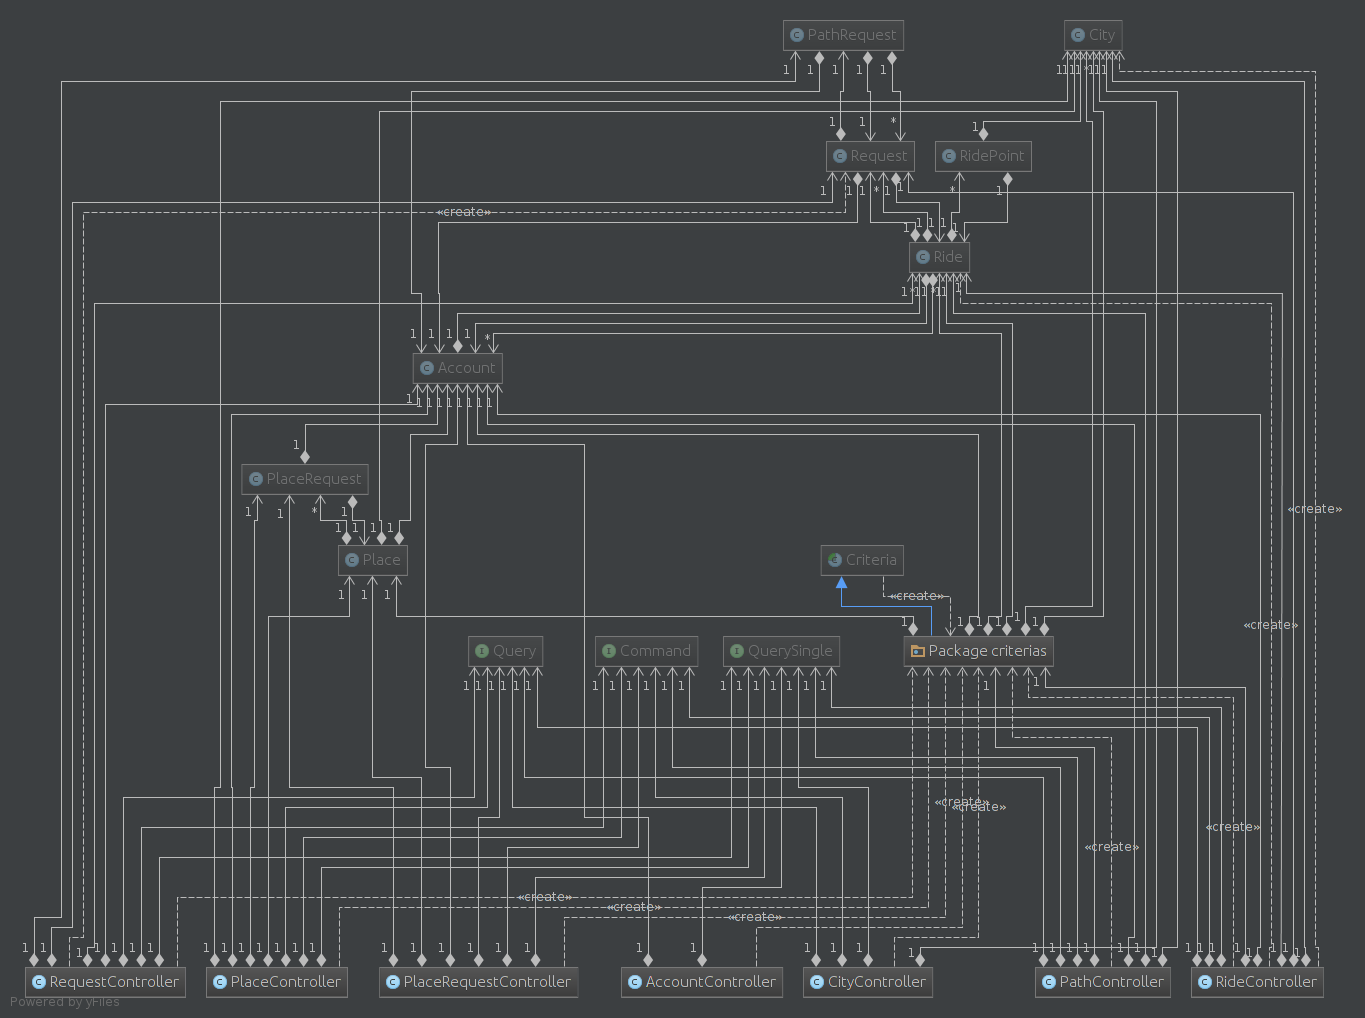 PathRequest
City
1 1 1 1 1
1 1 1 1 * 1 1 1
1 1 * 1
Request
RidePoint
1 1 1 * 1 1 * 1
«create»
1 1 1 1
Ride
1 * 1 1 * 1 1 1
1 1 1 1 *
Account
1 1 1 1 1 1 1 1 1
1
PlaceRequest
1 1 * 1
«create»
1 1 1 1
Place
Criteria
1 1 1
«create»
1 1 1 1 1 1
«create»
Query
Command
QuerySingle
Package criterias
1 1 1 1 1
1 1 1 1 1 1
1 1 1 1 1 1 1
1 1
«create»
«create»
«create»
«create»
«create»
«create»
«create»
1 1 1 1 1 1 1
1 1 1 1 1 1 1
1 1 1 1 1
1 1
1 1 1 1
1 1 1 1 1 1 1
1 1 1 1 1 1 1 1
RequestController
PlaceController
PlaceRequestController
AccountController
CityController
PathController
RideController
Powered by yFiles